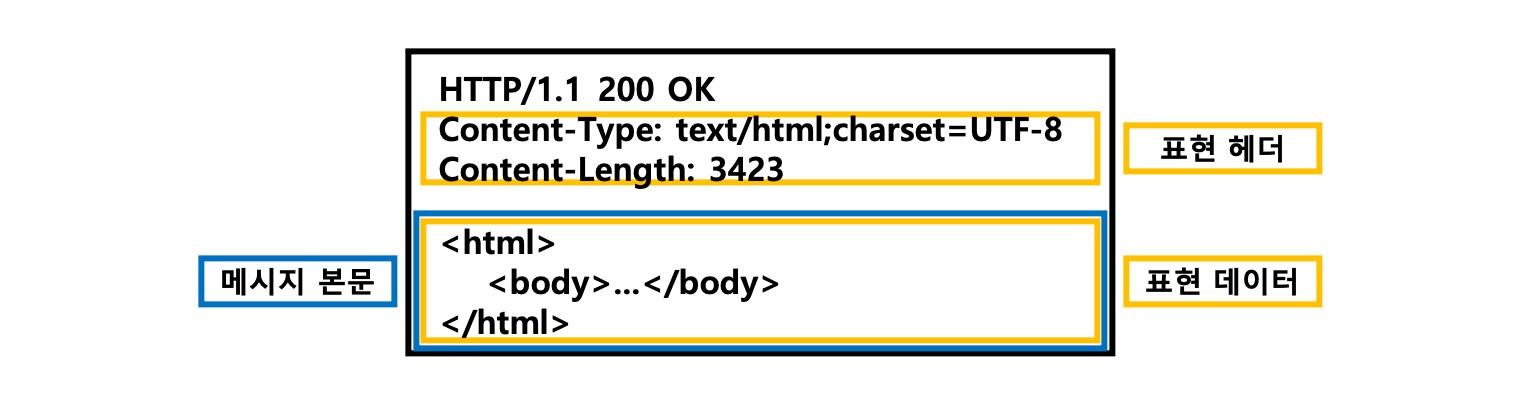 HTTP/1.1 200 OK
Content-Type: text/html;charset=UTF-8
Content-Length: 3423
표현 헤더
<html>
<body>...</body>
</html>
메시지 본문
표현 데이터